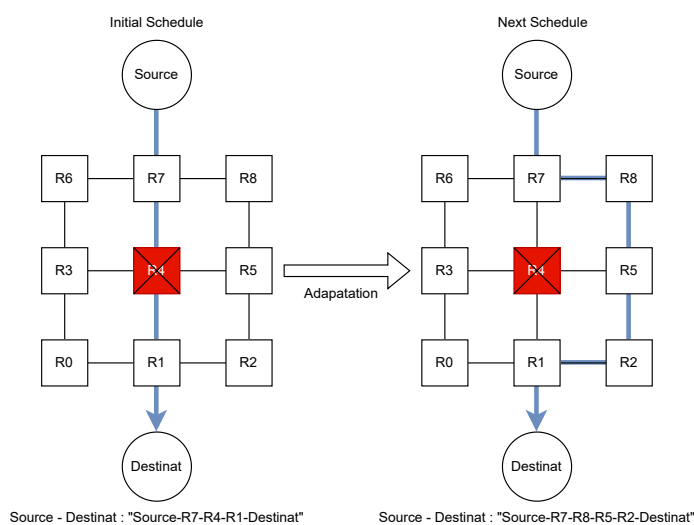 Initial Schedule
Next Schedule
Source
Source
R6
R7
R8
R6
R7
R8
R3
R4
R5
Adapatation
R3
R4
R5
R0
R1
R2
R0
R1
R2
Destinat
Destinat
Source - Destinat : "Source-R7-R4-R1-Destinat"
Source - Destinat : "Source-R7-R8-R5-R2-Destinat"